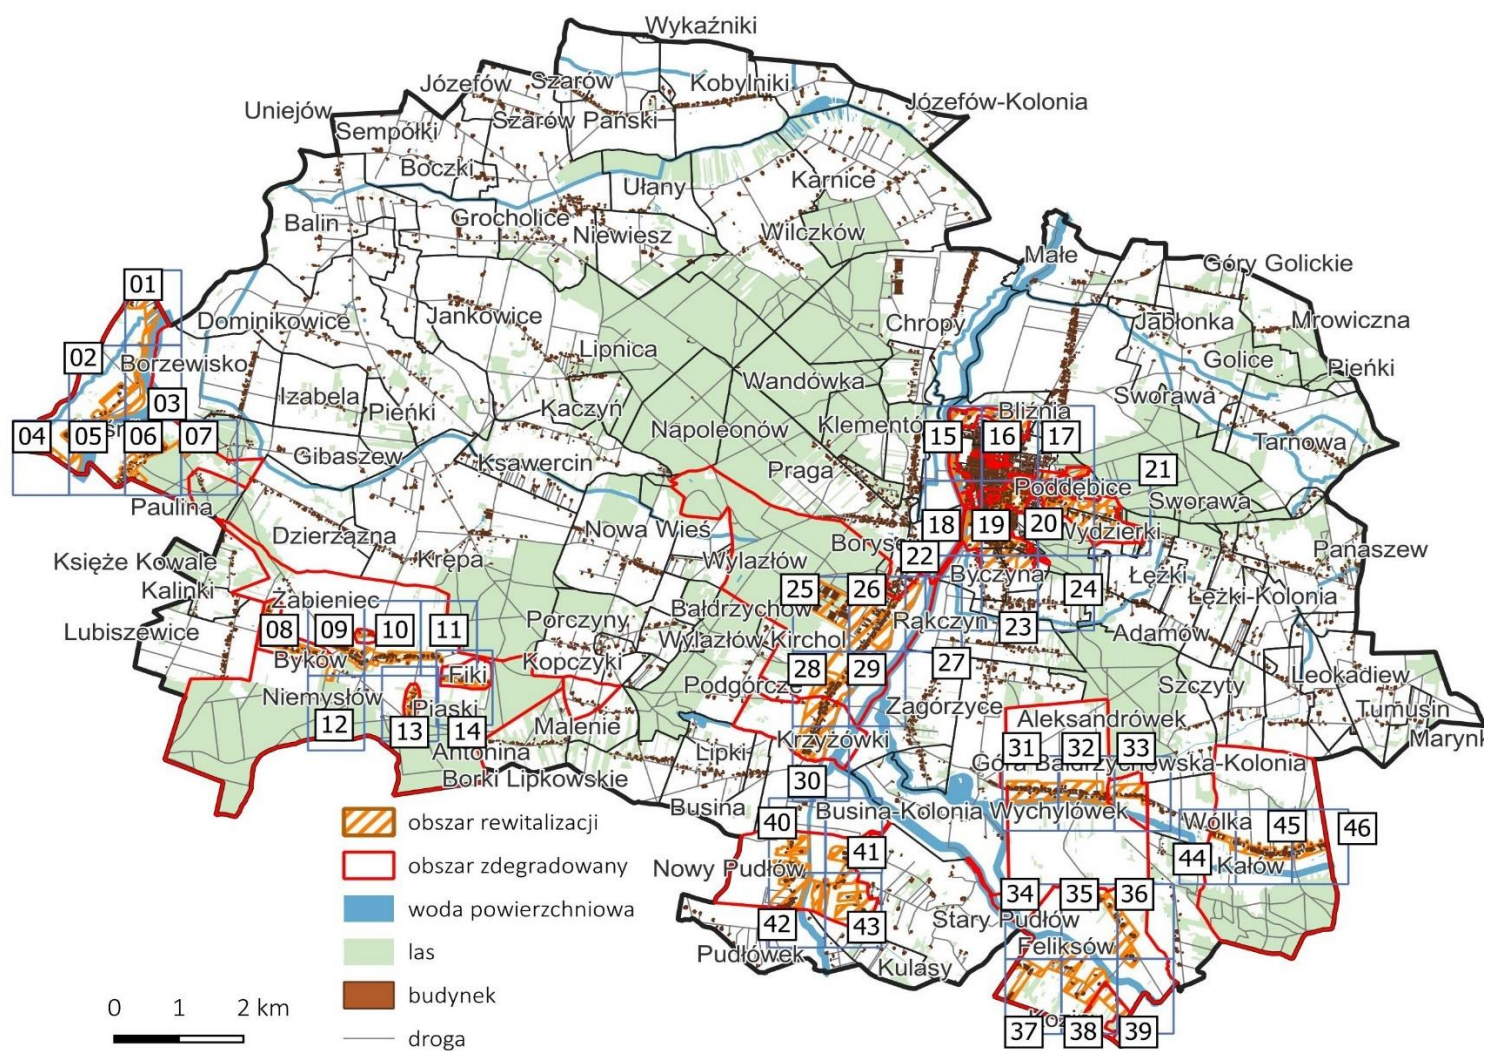 Wykaźniki
Józefów
Szarów
Kobylniki
Uniejów
Józefów-Kolonia
Sempółki
Szarów Pański
Boczki
Ułany
Karnice
Balin
Grocholice
Niewiesz
Wilczków
Małe
Góry Golickie
01
Dominikowice
Jankowice
Chropy
Jabłonka
Mrowiczna
02
Borzewisko
Lipnica
Golice
Pieńki
Wandówka
Sworawa
03
Izabela
Pieńki
Kaczyń
Bliźnia
04
05
06
07
Napoleonów
15
16
17
Tarnowa
Gibaszew
Ksawercin
Praga
21
Poddębice
Sworawa
Paulina
Dzierzązna
Nowa Wieś
18
19
20
Wydzierki
Księże Kowale
Krępa
Wylazłów
22
Panaszew
Kalinki
Byczyna
Łężki
Żabieniec
Porczyny
Bałdrzychów
25
26
24
Łężki-Kolonia
Lubiszewice
08
09
10
11
Wylazłów Kirchol
Rakczyn
23
Adamów
Byków
Fiki
Kopczyki
28
29
27
Niemysłów
Piaski
Podgórcze
Szczyty
Leokadiew
12
13
14
Malenie
Zagórzyce
Aleksandrówek
Tumusin
Antonina
Lipki
Krzyżówki
31
32
33
Borki Lipkowskie
30
Góra Bałdrzychowska-Kolonia
Busina
Busina-Kolonia
Wychylówek
40
Wólka
45
46
41
44
Nowy Pudłów
Kałów
42
43
34
35
36
Stary Pudłów
Pudłówek
Feliksów
Kulasy
37
38
39
obszar rewitalizacji
obszar zdegradowany
woda powierzchniowa
las
budynek
droga
0 1 2 km